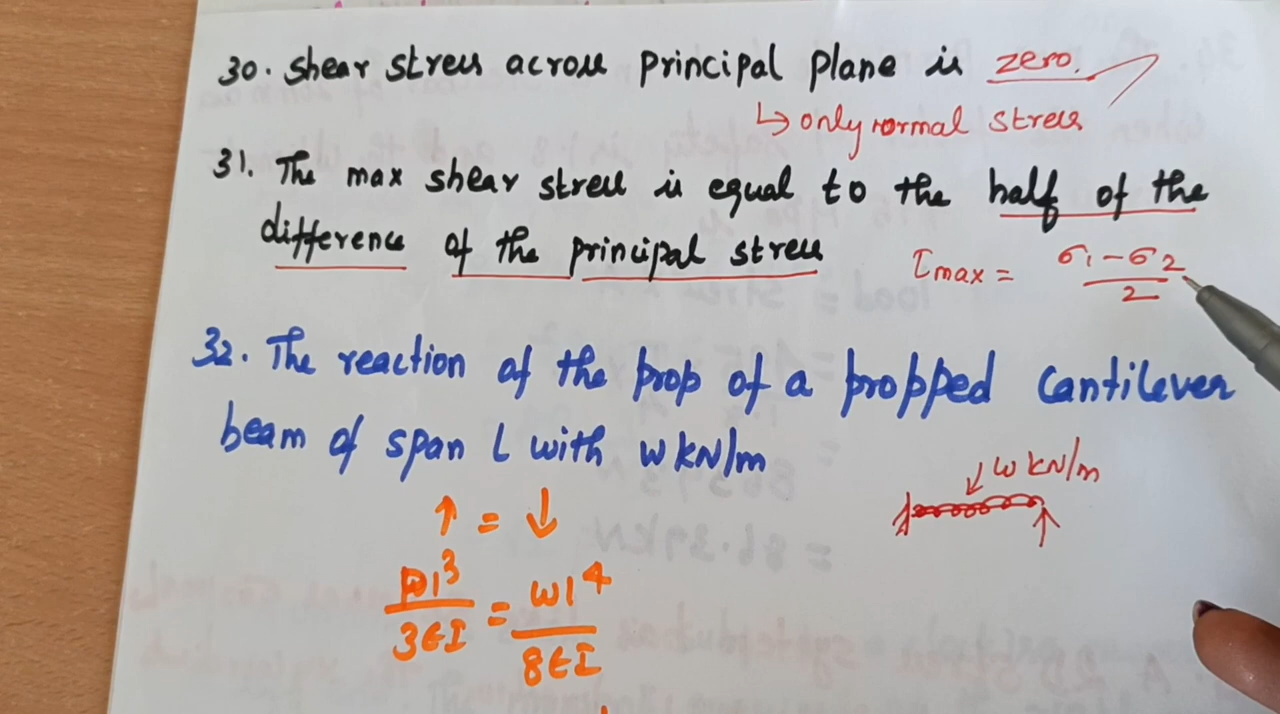 30. Shear stress across principal plane is zero.
↳ only normal stress
31. The max shear stress is equal to the half of the
difference of the principal stress
τmax = σ1 - σ2 / 2
32. The reaction of the prop of a propped cantilever
beam of span l with w kN/m
↓ w kN/m
↑ = ↓
Pl³/3EI = wl⁴/8EI